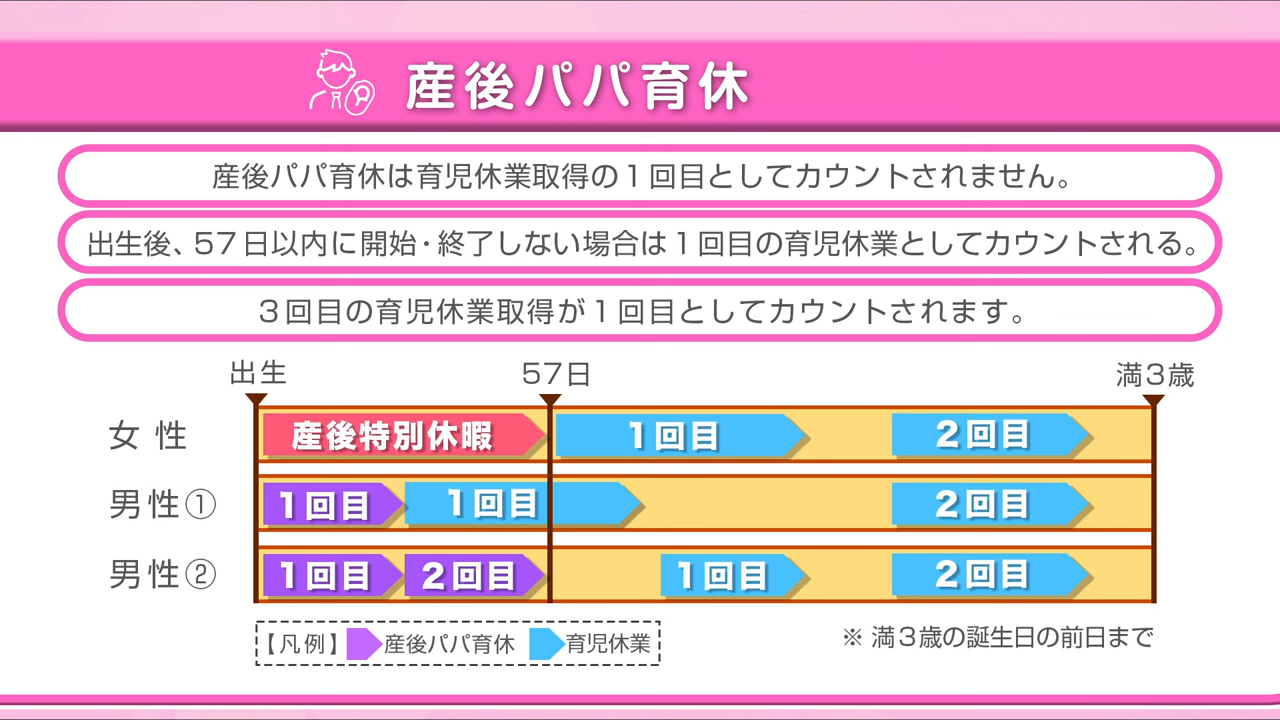 産後パパ育休
産後パパ育休は育児休業取得の1回目としてカウントされません。
出生後、57日以内に開始・終了しない場合は1回目の育児休業としてカウントされる。
3回目の育児休業取得が1回目としてカウントされます。
出生 57日 満3歳
女性 産後特別休暇 1回目 2回目
男性① 1回目 1回目 2回目
男性② 1回目 2回目 1回目 2回目
【凡例】産後パパ育休 育児休業
※ 満3歳の誕生日の前日まで